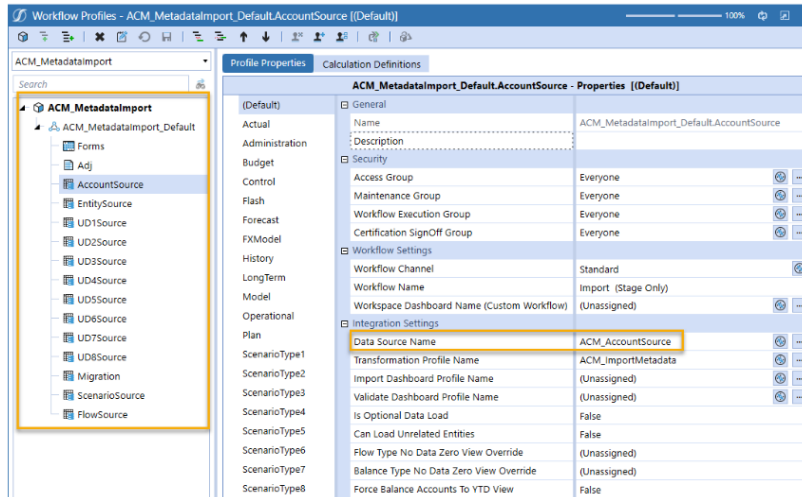 Workflow Profiles - ACM_MetadataImport_Default.AccountSource [(Default)]
100%
ACM_MetadataImport
Search
ACM_MetadataImport
ACM_MetadataImport_Default
Forms
Adj
AccountSource
EntitySource
UD1Source
UD2Source
UD3Source
UD4Source
UD5Source
UD6Source
UD7Source
UD8Source
Migration
ScenarioSource
FlowSource
Profile Properties
Calculation Definitions
ACM_MetadataImport_Default.AccountSource - Properties [(Default)]
(Default)
Actual
Administration
Budget
Control
Flash
Forecast
FXModel
History
LongTerm
Model
Operational
Plan
ScenarioType1
ScenarioType2
ScenarioType3
ScenarioType4
ScenarioType5
ScenarioType6
ScenarioType7
ScenarioType8
General
Name ACM_MetadataImport_Default.AccountSource
Description
Security
Access Group Everyone
Maintenance Group Everyone
Workflow Execution Group Everyone
Certification SignOff Group Everyone
Workflow Settings
Workflow Channel Standard
Workflow Name Import (Stage Only)
Workspace Dashboard Name (Custom Workflow) (Unassigned)
Integration Settings
Data Source Name ACM_AccountSource
Transformation Profile Name ACM_ImportMetadata
Import Dashboard Profile Name (Unassigned)
Validate Dashboard Profile Name (Unassigned)
Is Optional Data Load False
Can Load Unrelated Entities False
Flow Type No Data Zero View Override (Unassigned)
Balance Type No Data Zero View Override (Unassigned)
Force Balance Accounts To YTD View False